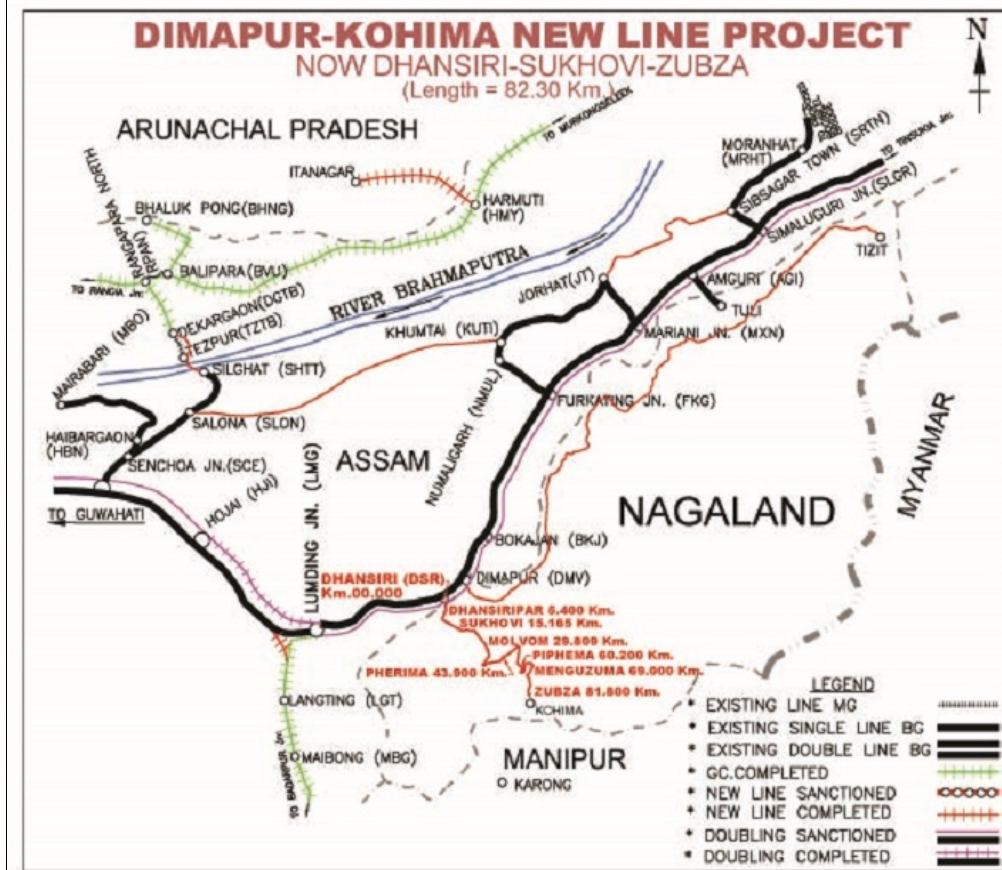 DIMAPUR-KOHIMA NEW LINE PROJECT
NOW DHANSIRI-SUKHOVI-ZUBZA
(Length = 82.30 Km.)
N
ARUNACHAL PRADESH
TO MURKONGSELEK
ITANAGAR
HARMUTI
(HMY)
MORANHAT
(MRHT)
SIBSAGAR TOWN (SRTN)
SIMALUGURI JN.(SLGR)
TIZIT
RANGAPARA NORTH
(RPAN)
BHALUK PONG(BHNG)
BALIPARA (BVU)
TO RANGIA JN.
RIVER BRAHMAPUTRA
JORHAT(JT)
AMGURI (AGI)
TULI
DEKARGAON(DGTB)
TEZPUR(TZTB)
KHUMTAI (KUTI)
MARIANI JN. (MXN)
MAIRABARI (MBO)
SILGHAT (SHTT)
SALONA (SLON)
NUMALIGARH (NMUL)
FURKATING JN. (FKG)
HAIBARGAON
(HBN)
SENCHOA JN.(SCE)
ASSAM
NAGALAND
MYANMAR
TO GUWAHATI
HOJAI (HJI)
LUMDING JN. (LMG)
BOKAJAN (BKJ)
DIMAPUR (DMV)
DHANSIRI (DSR)
Km.00.000
DHANSIRIPAR 6.400 Km.
SUKHOVI 15.165 Km.
MOLVOM 29.800 Km.
PIPHEMA 60.200 Km.
PHERIMA 43.000 Km.
MENGUZUMA 69.000 Km.
ZUBZA 81.800 Km.
KOHIMA
LANGTING (LGT)
MAIBONG (MBG)
MANIPUR
KARONG
LEGEND
* EXISTING LINE MG
* EXISTING SINGLE LINE BG
* EXISTING DOUBLE LINE BG
* GC.COMPLETED
* NEW LINE SANCTIONED
* NEW LINE COMPLETED
* DOUBLING SANCTIONED
* DOUBLING COMPLETED